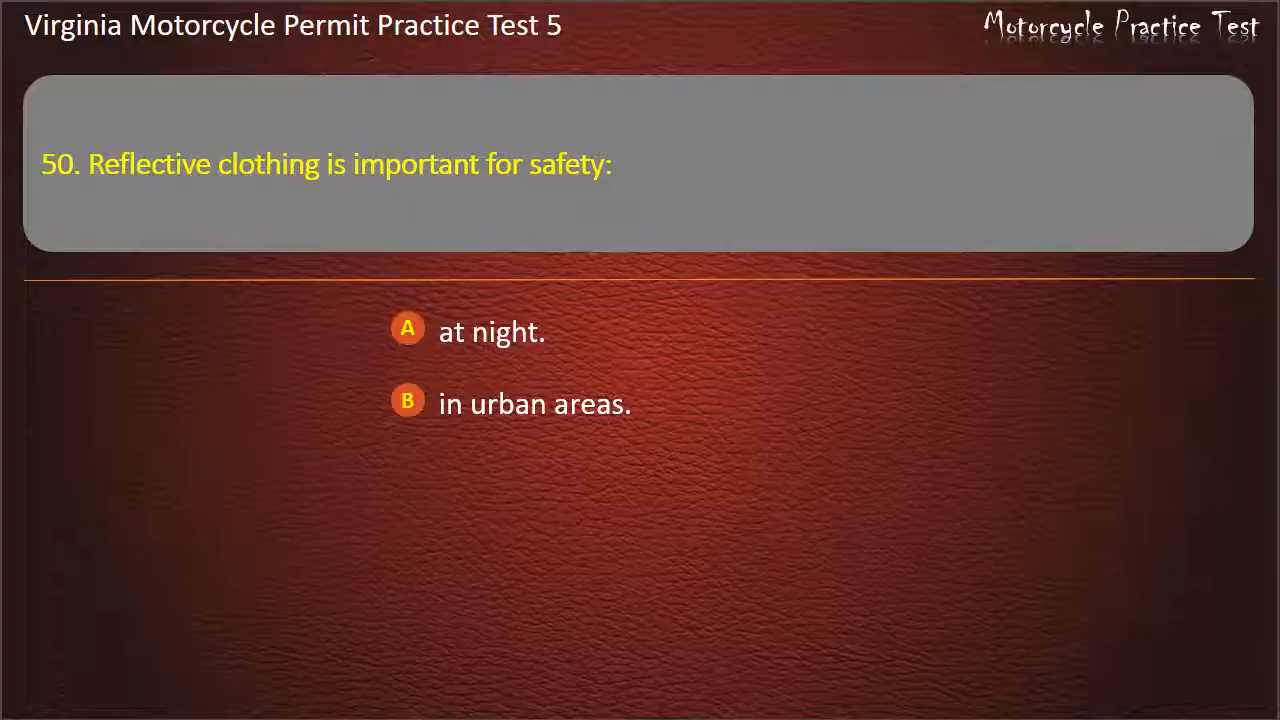 Virginia Motorcycle Permit Practice Test 5
Motorcycle Practice Test
50. Reflective clothing is important for safety:
A at night.
B in urban areas.